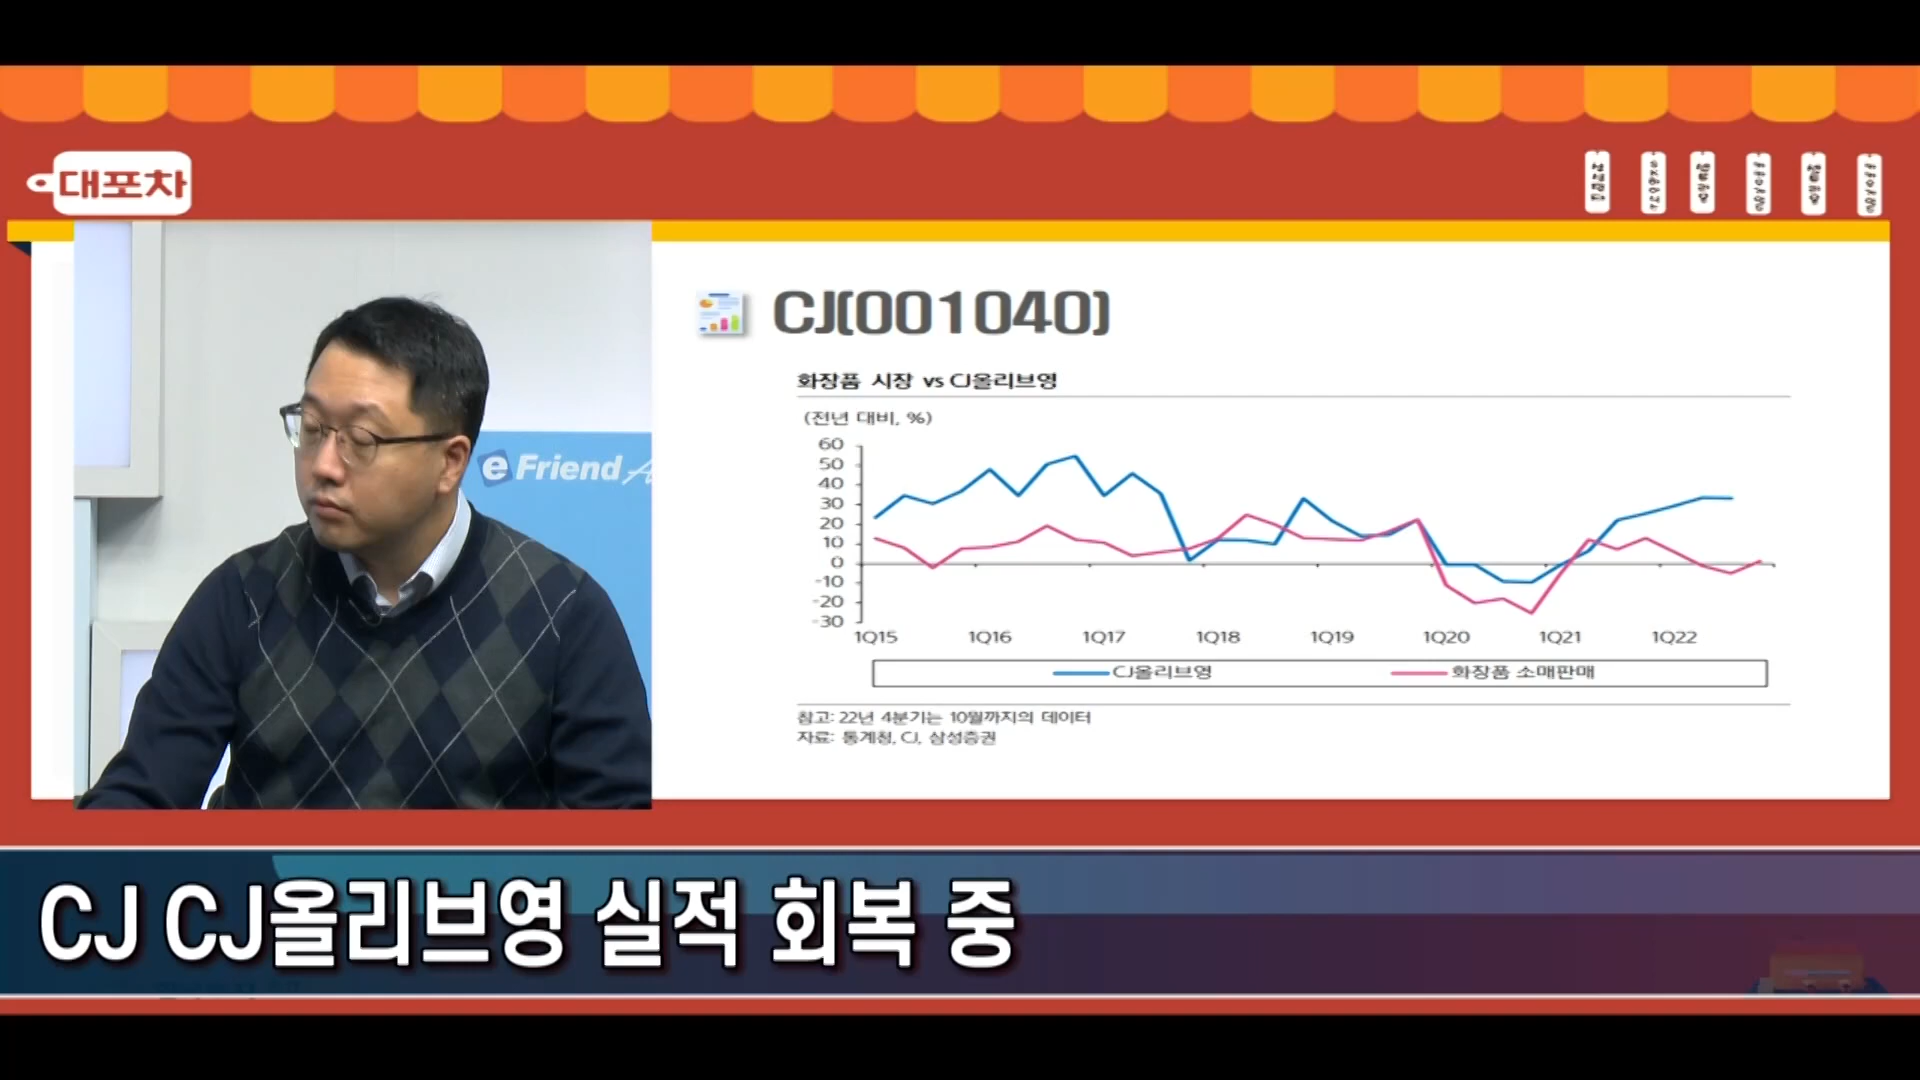 대포차
e Friend A
CJ(001040)
화장품 시장 vs CJ올리브영
(전년 대비, %)
60
50
40
30
20
10
0
-10
-20
-30
1Q15 1Q16 1Q17 1Q18 1Q19 1Q20 1Q21 1Q22
CJ올리브영 화장품 소매판매
참고: 22년 4분기는 10월까지의 데이터
자료: 통계청, CJ, 삼성증권
CJ CJ올리브영 실적 회복 중